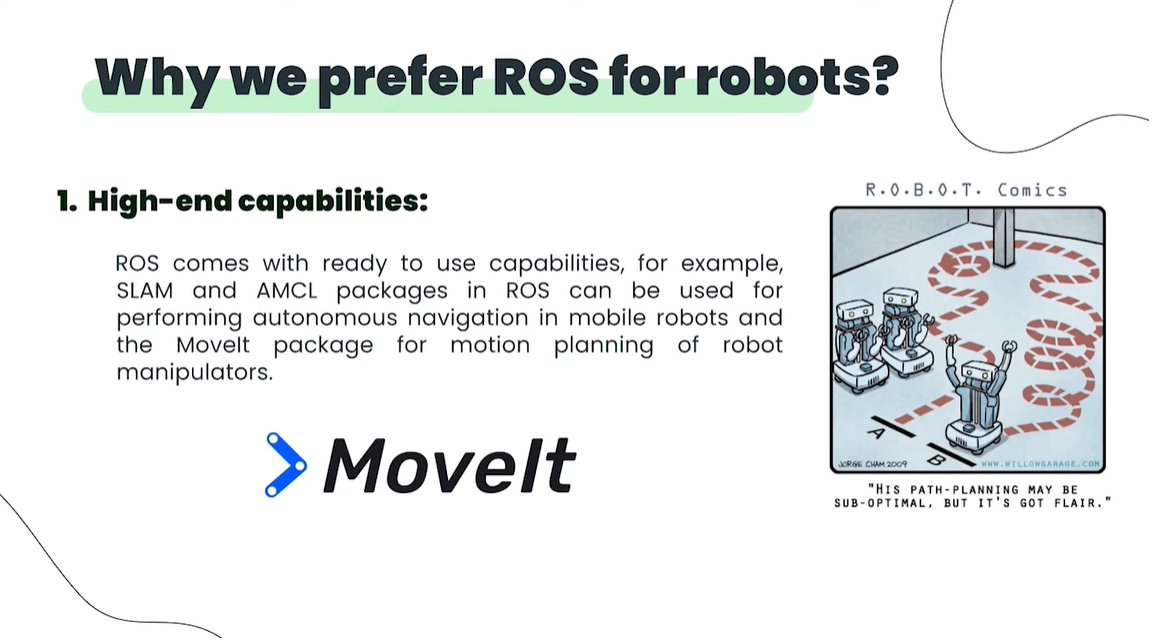 Why we prefer ROS for robots?
1. High-end capabilities:
ROS comes with ready to use capabilities, for example,
SLAM and AMCL packages in ROS can be used for
performing autonomous navigation in mobile robots and
the MoveIt package for motion planning of robot
manipulators.
MoveIt
R.O.B.O.T. Comics
A
B
JORGE CHAM 2009
WWW.WILLOWGARAGE.COM
"HIS PATH-PLANNING MAY BE
SUB-OPTIMAL, BUT IT'S GOT FLAIR."